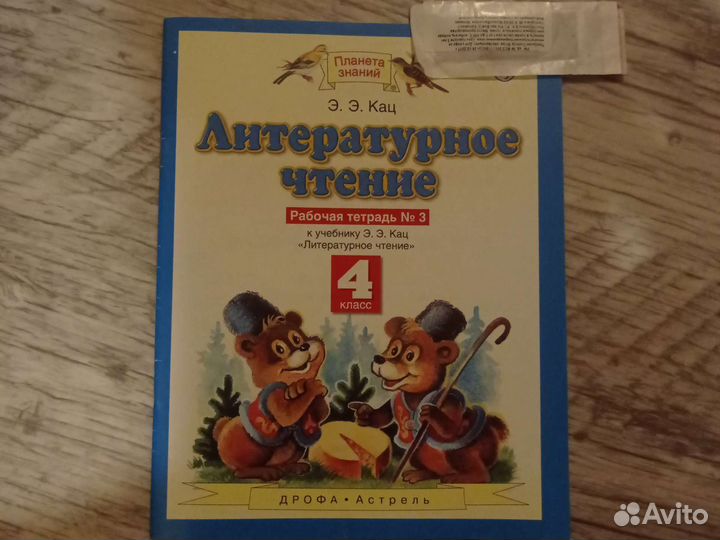 Планета
знаний
Э. Э. Кац
Литературное
чтение
Рабочая тетрадь № 3
к учебнику Э. Э. Кац
«Литературное чтение»
4
класс
ДРОФА • Астрель
Avito